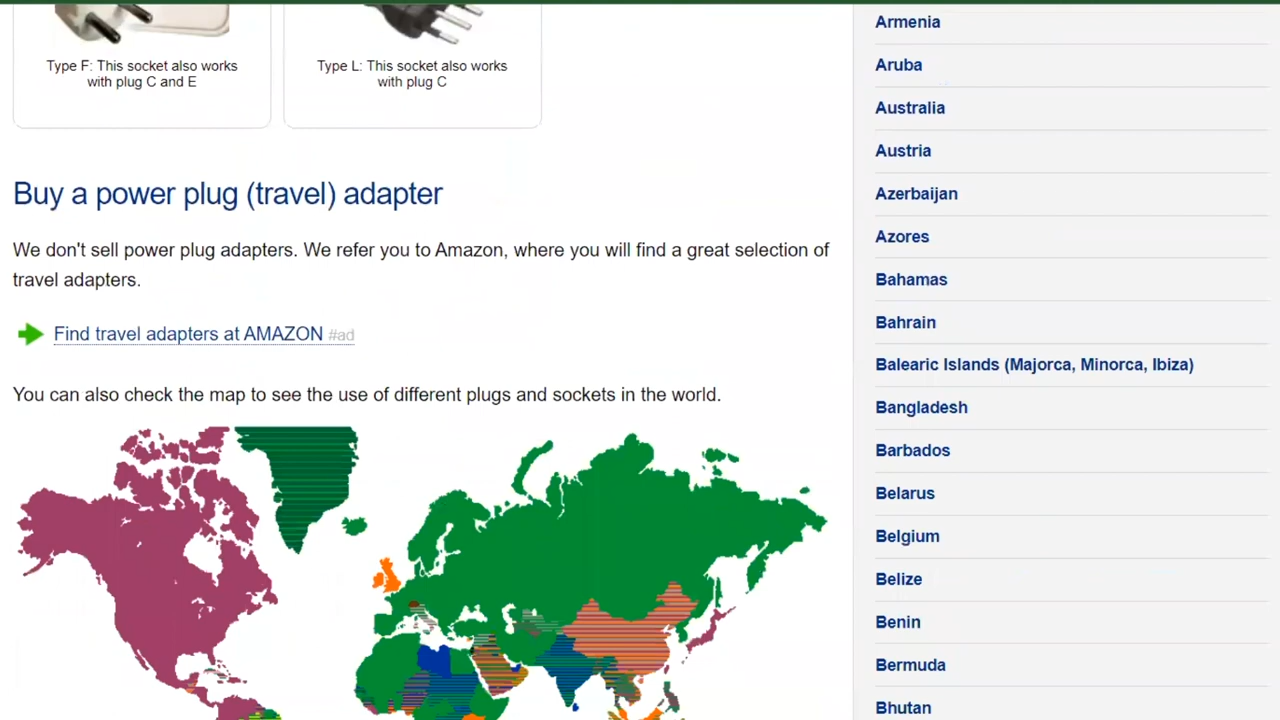 Type F: This socket also works
with plug C and E
Type L: This socket also works
with plug C
Buy a power plug (travel) adapter
We don't sell power plug adapters. We refer you to Amazon, where you will find a great selection of
travel adapters.
Find travel adapters at AMAZON #ad
You can also check the map to see the use of different plugs and sockets in the world.
Armenia
Aruba
Australia
Austria
Azerbaijan
Azores
Bahamas
Bahrain
Balearic Islands (Majorca, Minorca, Ibiza)
Bangladesh
Barbados
Belarus
Belgium
Belize
Benin
Bermuda
Bhutan